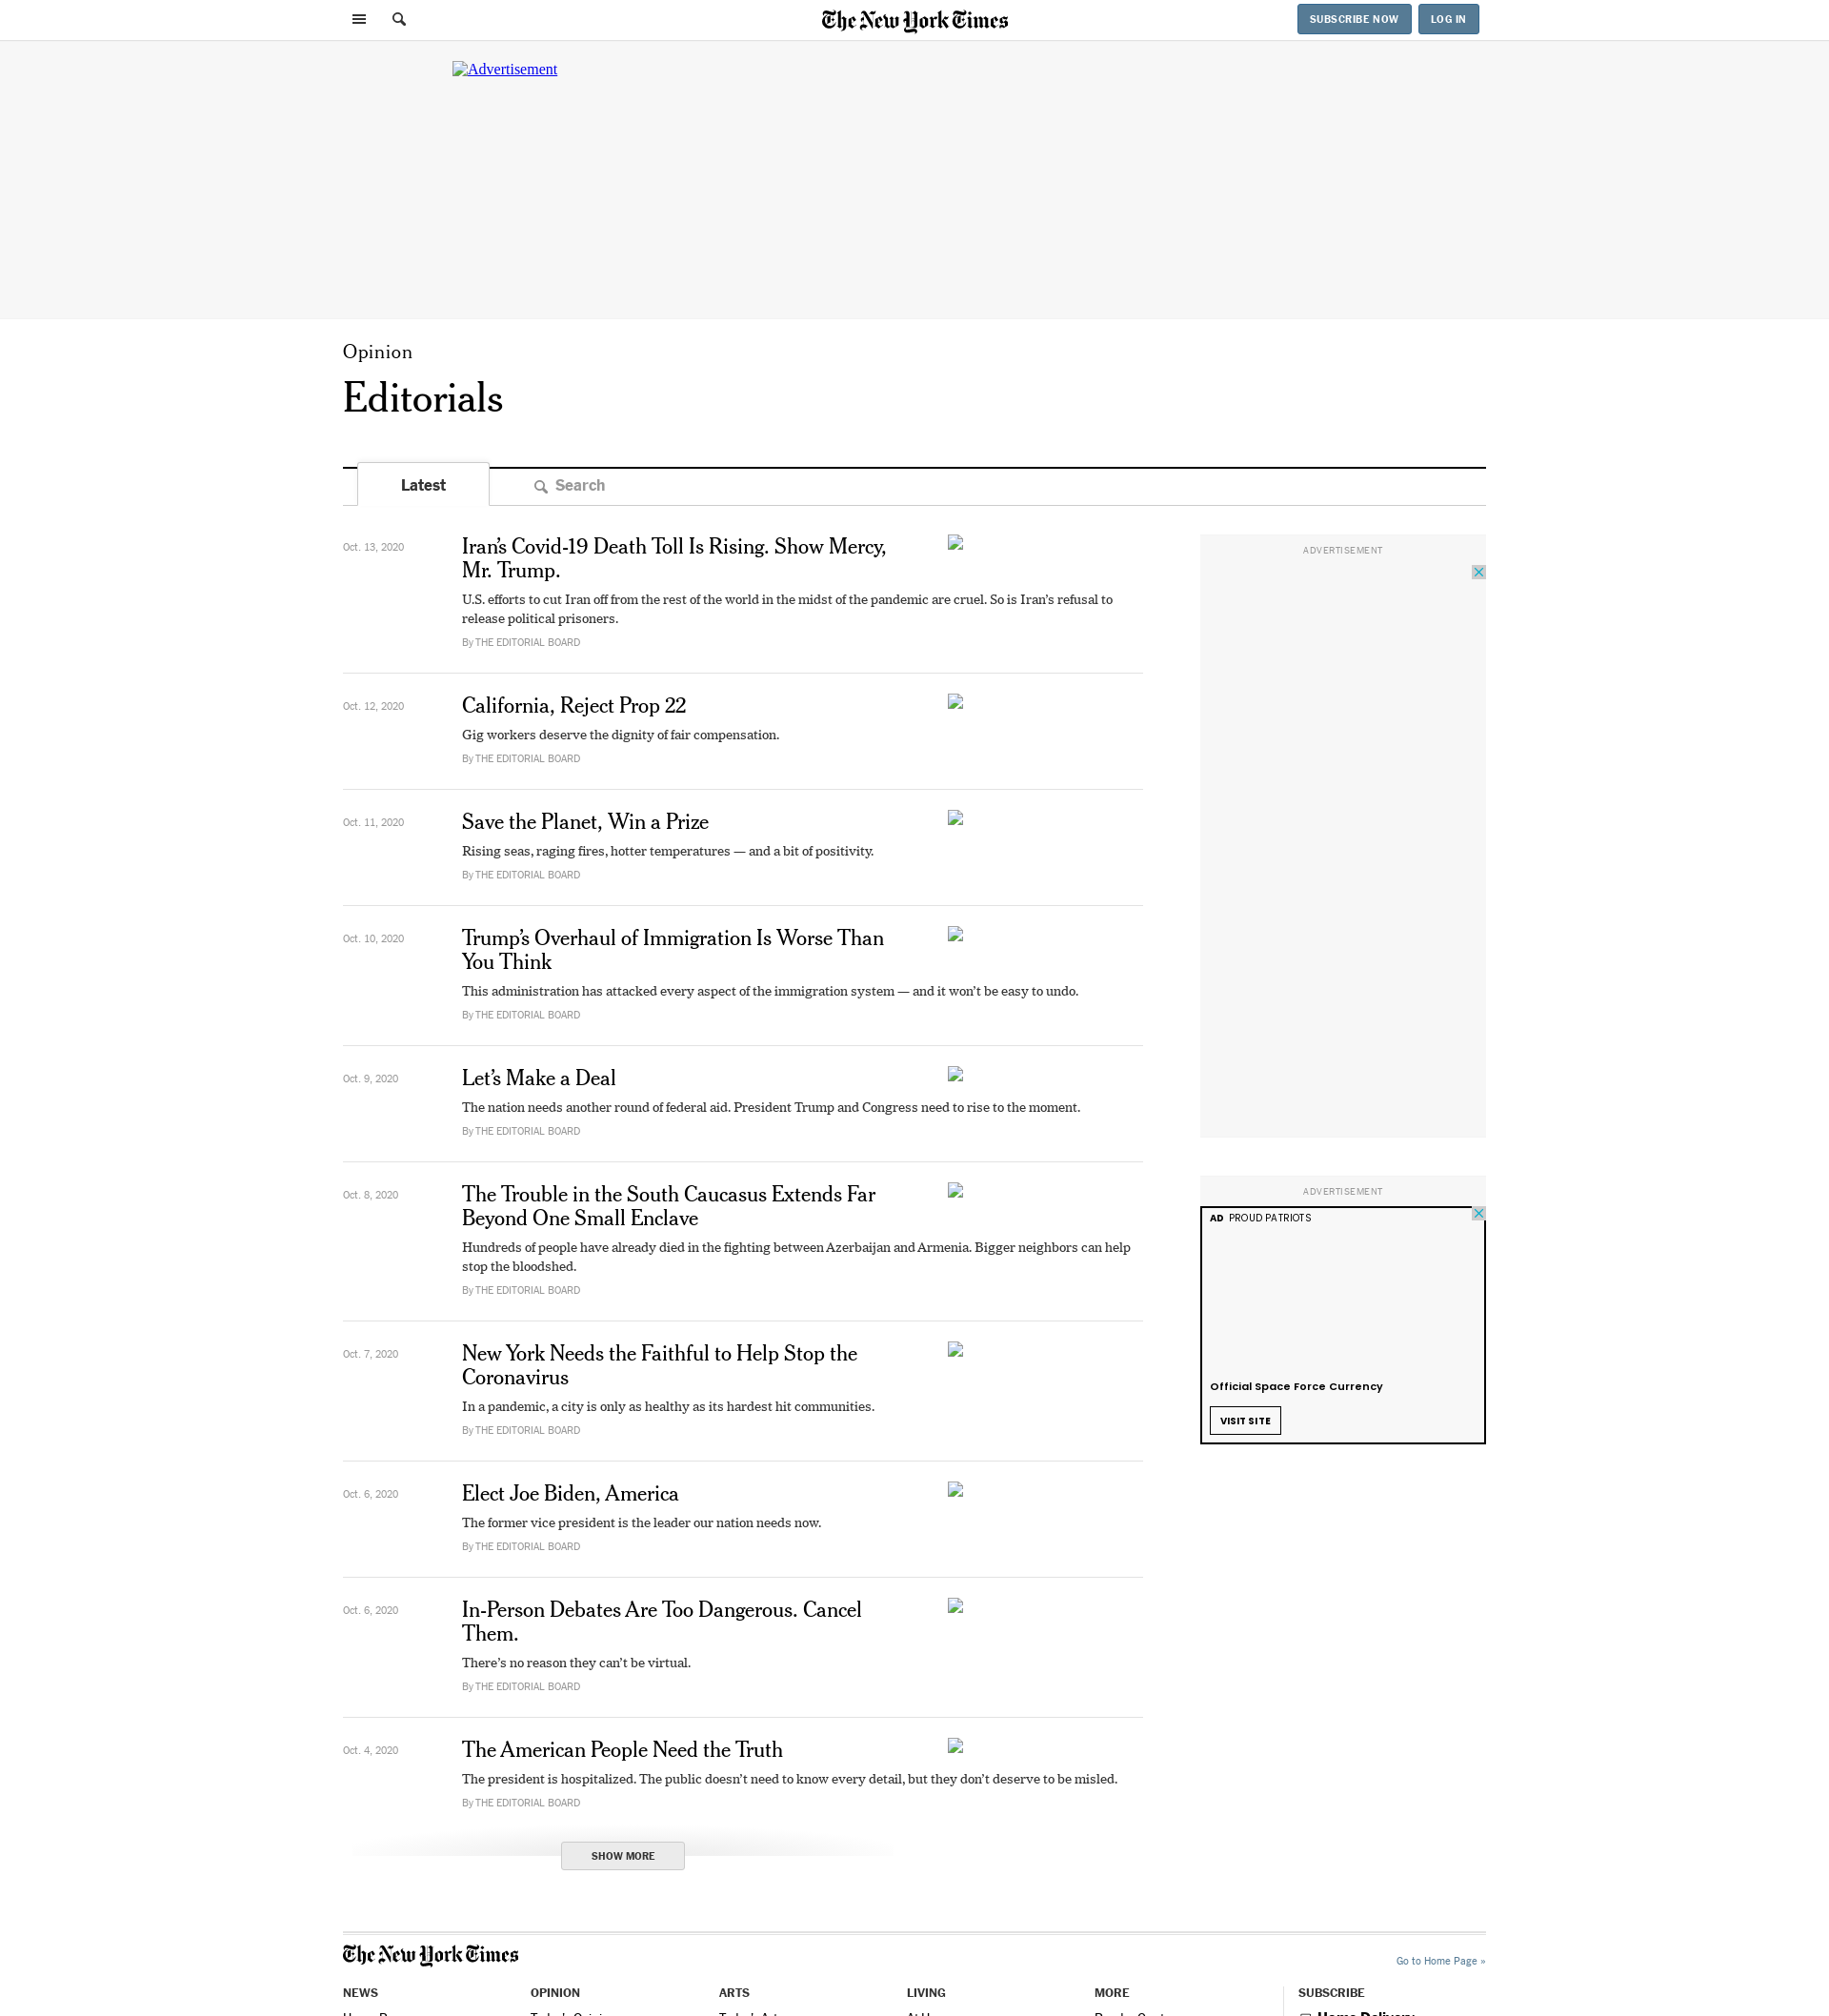 The New York Times
SUBSCRIBE NOW
LOG IN
Advertisement
Opinion
Editorials
Latest
Search
Oct. 13, 2020
Iran’s Covid-19 Death Toll Is Rising. Show Mercy,
Mr. Trump.
U.S. efforts to cut Iran off from the rest of the world in the midst of the pandemic are cruel. So is Iran’s refusal to
release political prisoners.
By THE EDITORIAL BOARD
Oct. 12, 2020
California, Reject Prop 22
Gig workers deserve the dignity of fair compensation.
By THE EDITORIAL BOARD
Oct. 11, 2020
Save the Planet, Win a Prize
Rising seas, raging fires, hotter temperatures — and a bit of positivity.
By THE EDITORIAL BOARD
Oct. 10, 2020
Trump’s Overhaul of Immigration Is Worse Than
You Think
This administration has attacked every aspect of the immigration system — and it won’t be easy to undo.
By THE EDITORIAL BOARD
Oct. 9, 2020
Let’s Make a Deal
The nation needs another round of federal aid. President Trump and Congress need to rise to the moment.
By THE EDITORIAL BOARD
Oct. 8, 2020
The Trouble in the South Caucasus Extends Far
Beyond One Small Enclave
Hundreds of people have already died in the fighting between Azerbaijan and Armenia. Bigger neighbors can help
stop the bloodshed.
By THE EDITORIAL BOARD
Oct. 7, 2020
New York Needs the Faithful to Help Stop the
Coronavirus
In a pandemic, a city is only as healthy as its hardest hit communities.
By THE EDITORIAL BOARD
Oct. 6, 2020
Elect Joe Biden, America
The former vice president is the leader our nation needs now.
By THE EDITORIAL BOARD
Oct. 6, 2020
In-Person Debates Are Too Dangerous. Cancel
Them.
There’s no reason they can’t be virtual.
By THE EDITORIAL BOARD
Oct. 4, 2020
The American People Need the Truth
The president is hospitalized. The public doesn’t need to know every detail, but they don’t deserve to be misled.
By THE EDITORIAL BOARD
SHOW MORE
ADVERTISEMENT
ADVERTISEMENT
AD PROUD PATRIOTS
Official Space Force Currency
VISIT SITE
The New York Times
Go to Home Page »
NEWS
OPINION
ARTS
LIVING
MORE
SUBSCRIBE
Home Delivery